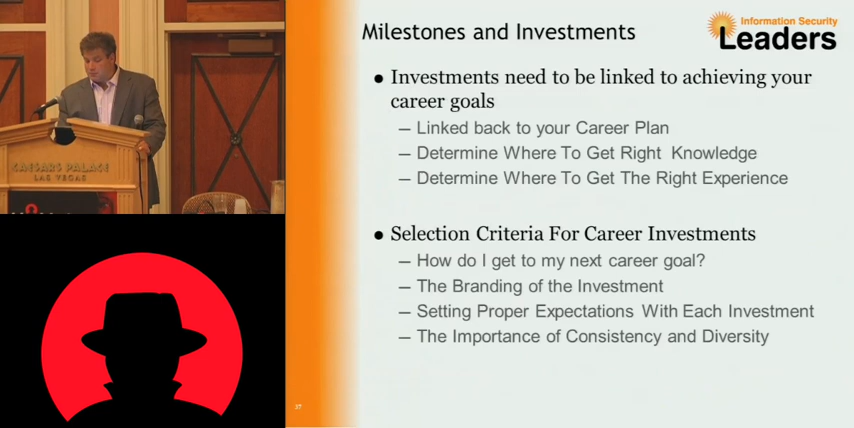 Milestones and Investments
Information Security
Leaders
● Investments need to be linked to achieving your
career goals
– Linked back to your Career Plan
– Determine Where To Get Right Knowledge
– Determine Where To Get The Right Experience
● Selection Criteria For Career Investments
– How do I get to my next career goal?
– The Branding of the Investment
– Setting Proper Expectations With Each Investment
– The Importance of Consistency and Diversity
37
CAESARS PALACE
LAS VEGAS